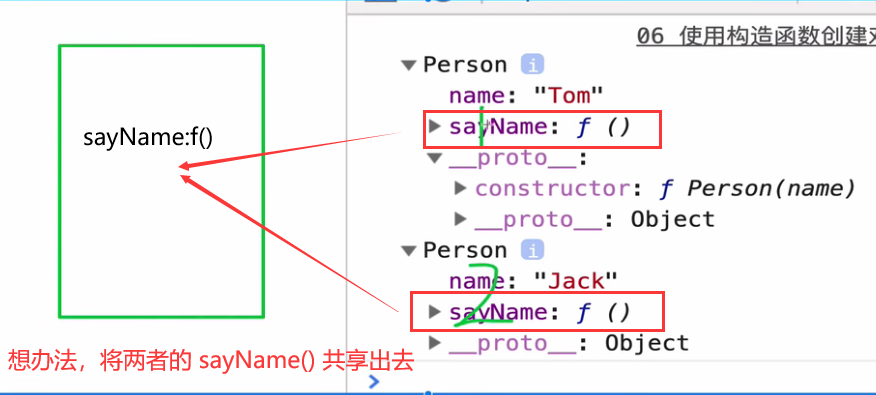 06 使用构造函数创建对
Person i
name: "Tom"
sayName: ƒ ()
__proto__:
constructor: ƒ Person(name)
__proto__: Object
Person i
name: "Jack"
sayName: ƒ ()
__proto__: Object
sayName:f()
1
2
想办法，将两者的 sayName() 共享出去